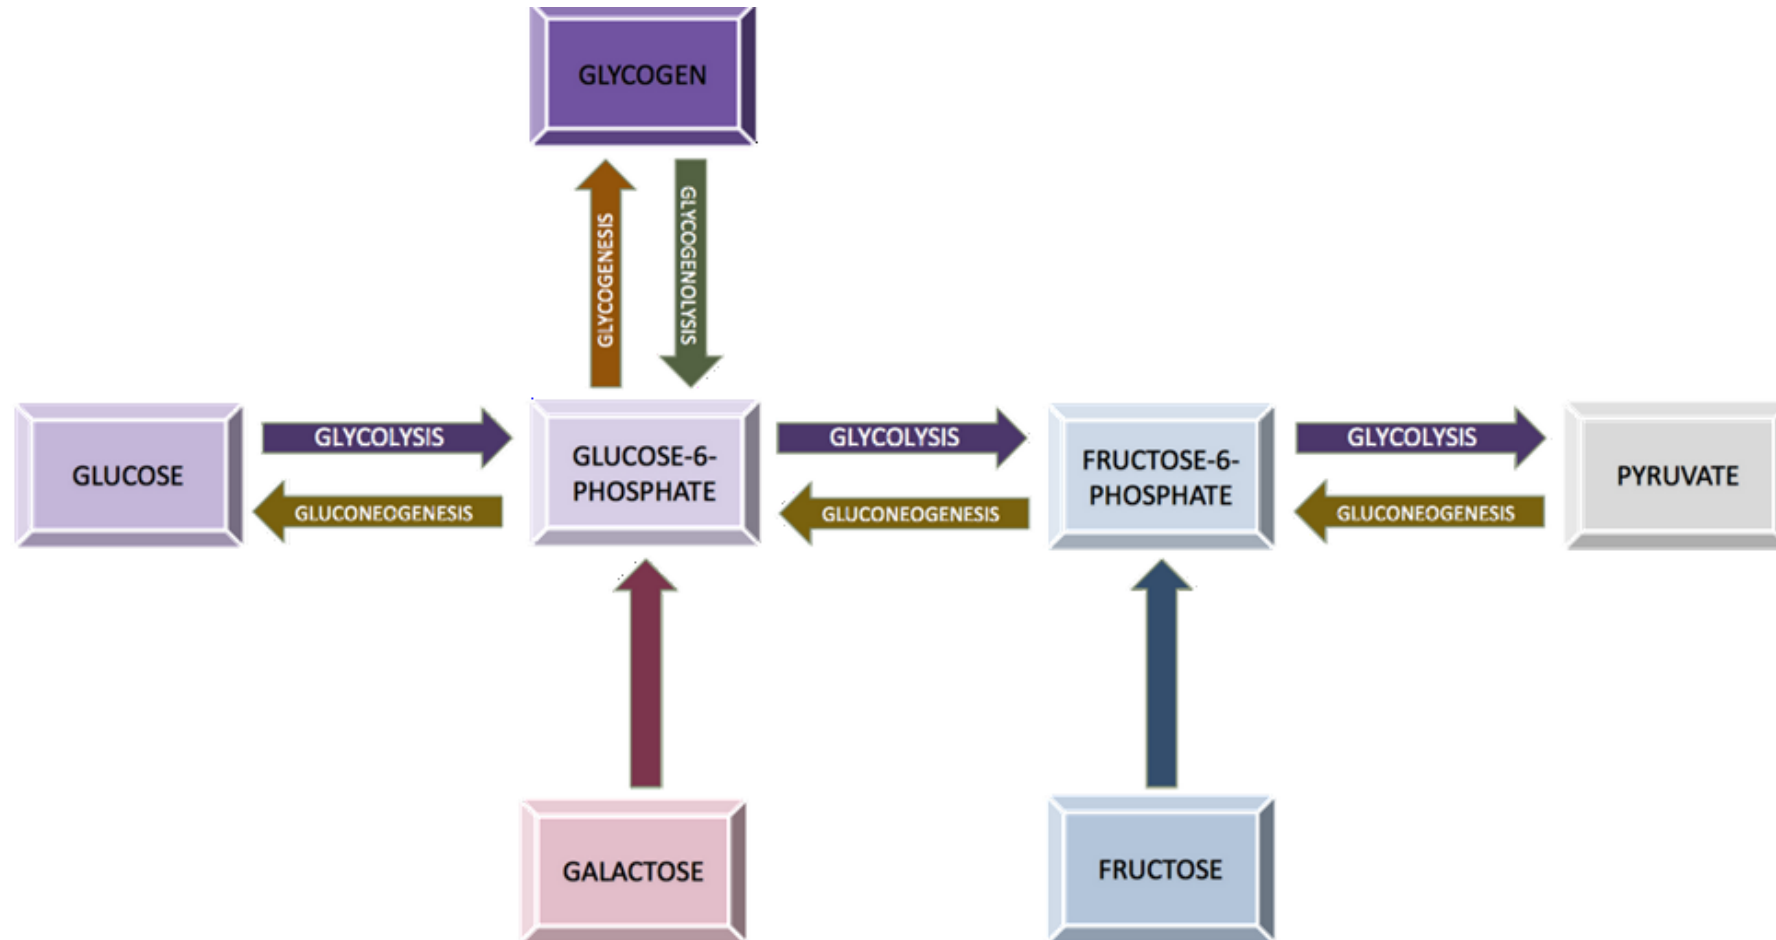 GLYCOGEN
GLYCOGENESIS
GLYCOGENOLYSIS
GLUCOSE
GLYCOLYSIS
GLUCONEOGENESIS
GLUCOSE-6-
PHOSPHATE
GLYCOLYSIS
GLUCONEOGENESIS
FRUCTOSE-6-
PHOSPHATE
GLYCOLYSIS
GLUCONEOGENESIS
PYRUVATE
GALACTOSE
FRUCTOSE